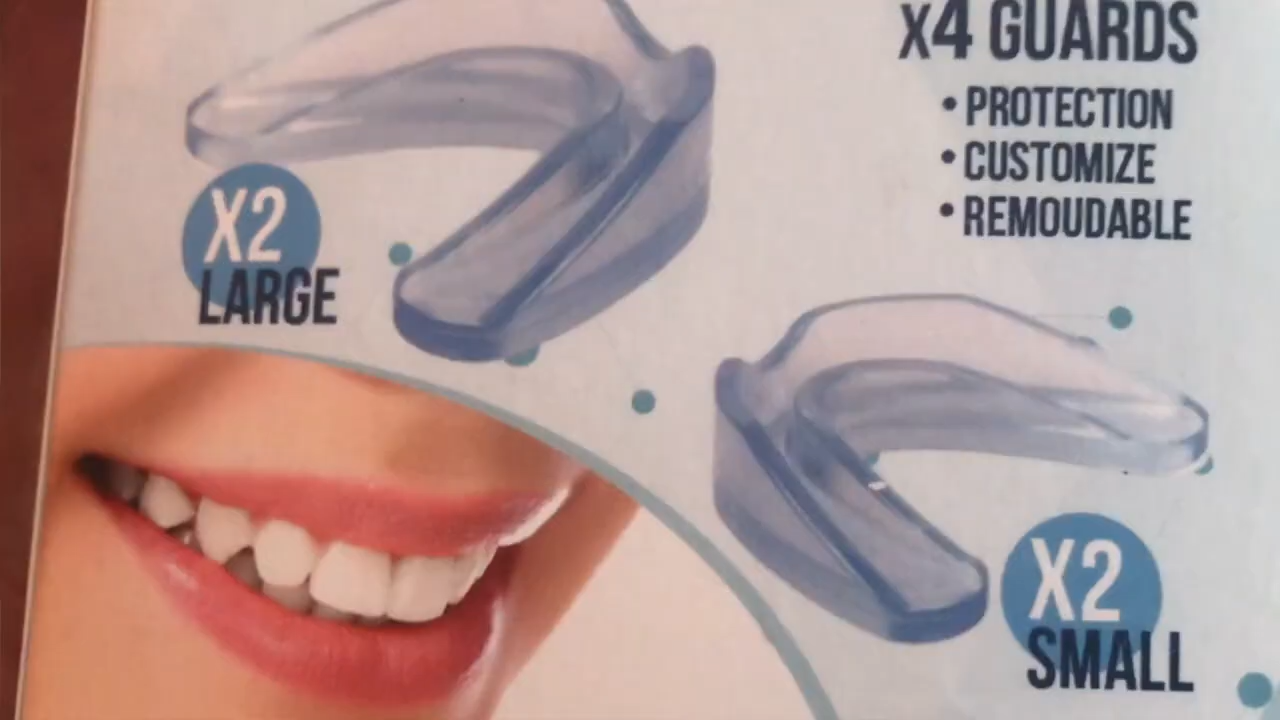 X4 GUARDS
• PROTECTION
• CUSTOMIZE
• REMOUDABLE
X2
LARGE
X2
SMALL